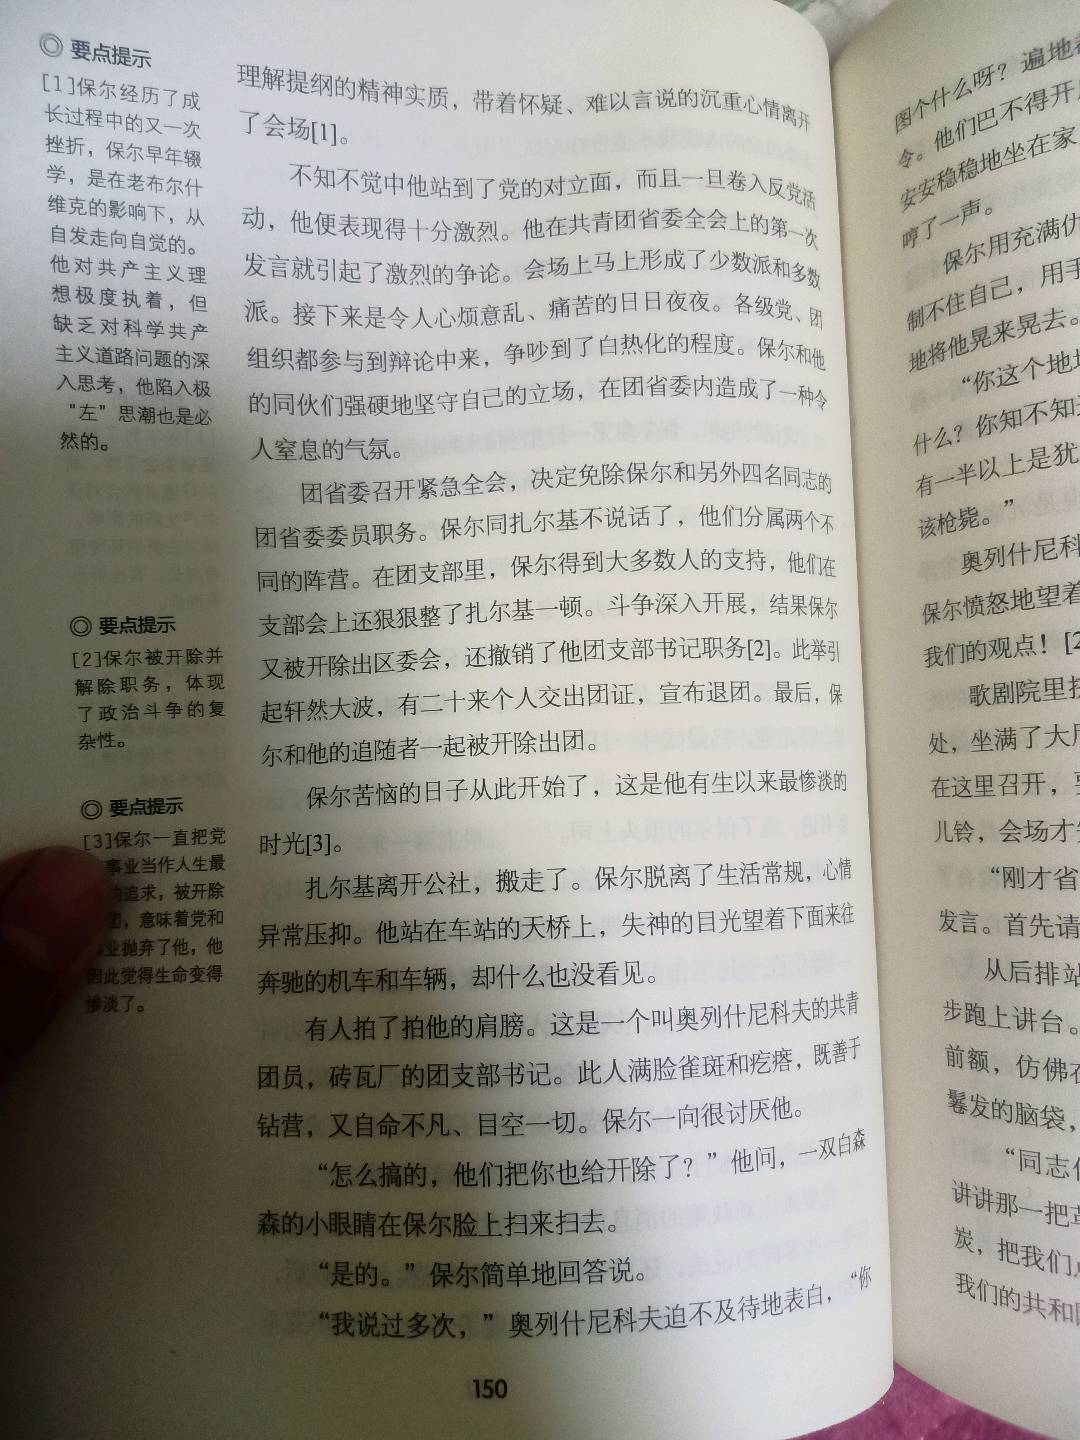 ◎ 要点提示
[1]保尔经历了成
长过程中的又一次
挫折，保尔早年辍
学，是在老布尔什
维克的影响下，从
自发走向自觉的。
他对共产主义理
想极度执着，但
缺乏对科学共产
主义道路问题的深
入思考，他陷入极
“左”思潮也是必
然的。
◎ 要点提示
[2]保尔被开除并
解除职务，体现
了政治斗争的复
杂性。
◎ 要点提示
[3]保尔一直把党
事业当作人生最
追求，被开除
团，意味着党和
业抛弃了他，他
因此觉得生命变得
惨淡了。
理解提纲的精神实质，带着怀疑、难以言说的沉重心情离开
了会场[1]。
不知不觉中他站到了党的对立面，而且一旦卷入反党活
动，他便表现得十分激烈。他在共青团省委全会上的第一次
发言就引起了激烈的争论。会场上马上形成了少数派和多数
派。接下来是令人心烦意乱、痛苦的日日夜夜。各级党、团
组织都参与到辩论中来，争吵到了白热化的程度。保尔和他
的同伙们强硬地坚守自己的立场，在团省委内造成了一种令
人窒息的气氛。
团省委召开紧急全会，决定免除保尔和另外四名同志的
团省委委员职务。保尔同扎尔基不说话了，他们分属两个不
同的阵营。在团支部里，保尔得到大多数人的支持，他们在
支部会上还狠狠整了扎尔基一顿。斗争深入开展，结果保尔
又被开除出区委会，还撤销了他团支部书记职务[2]。此举引
起轩然大波，有二十来个人交出团证，宣布退团。最后，保
尔和他的追随者一起被开除出团。
保尔苦恼的日子从此开始了，这是他有生以来最惨淡的
时光[3]。
扎尔基离开公社，搬走了。保尔脱离了生活常规，心情
异常压抑。他站在车站的天桥上，失神的目光望着下面来往
奔驰的机车和车辆，却什么也没看见。
有人拍了拍他的肩膀。这是一个叫奥列什尼科夫的共青
团员，砖瓦厂的团支部书记。此人满脸雀斑和疙瘩，既善于
钻营，又自命不凡、目空一切。保尔一向很讨厌他。
“怎么搞的，他们把你也给开除了？”他问，一双白森
森的小眼睛在保尔脸上扫来扫去。
“是的。”保尔简单地回答说。
“我说过多次，”奥列什尼科夫迫不及待地表白，“你
150
图个什么呀？遍地
令。他们巴不得开
安安稳稳地坐在家
哼了一声。
保尔用充满仇
制不住自己，用手
地将他晃来晃去。
“你这个地
什么？你知不知
有一半以上是犹
该枪毙。”
奥列什尼科
保尔愤怒地望着
我们的观点！[2
歌剧院里
处，坐满了大
在这里召开，
儿铃，会场才
“刚才省
发言。首先请
从后排站
步跑上讲台。
前额，仿佛在
鬈发的脑袋，
“同志
讲讲那一把
炭，把我们
我们的共和